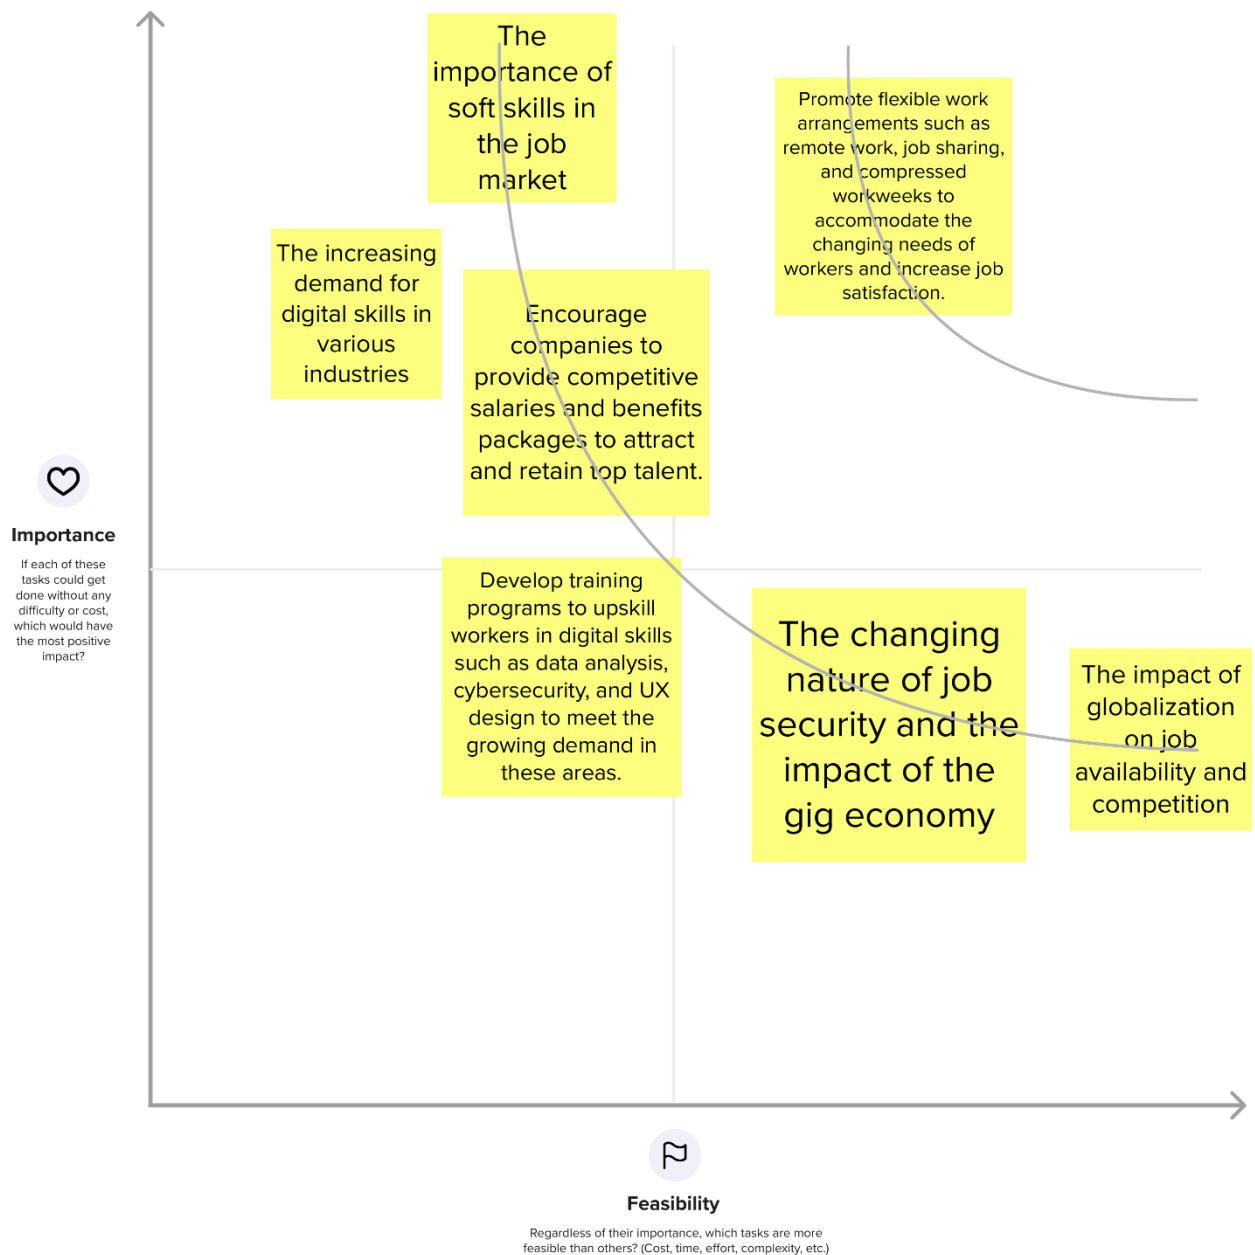 The
importance of
soft skills in
the job
market
Promote flexible work
arrangements such as
remote work, job sharing,
and compressed
workweeks to
accommodate the
changing needs of
workers and increase job
satisfaction.
The increasing
demand for
digital skills in
various
industries
Encourage
companies to
provide competitive
salaries and benefits
packages to attract
and retain top talent.
Importance
If each of these
tasks could get
done without any
difficulty or cost,
which would have
the most positive
impact?
Develop training
programs to upskill
workers in digital skills
such as data analysis,
cybersecurity, and UX
design to meet the
growing demand in
these areas.
The changing
nature of job
security and the
impact of the
gig economy
The impact of
globalization
on job
availability and
competition
Feasibility
Regardless of their importance, which tasks are more
feasible than others? (Cost, time, effort, complexity, etc.)